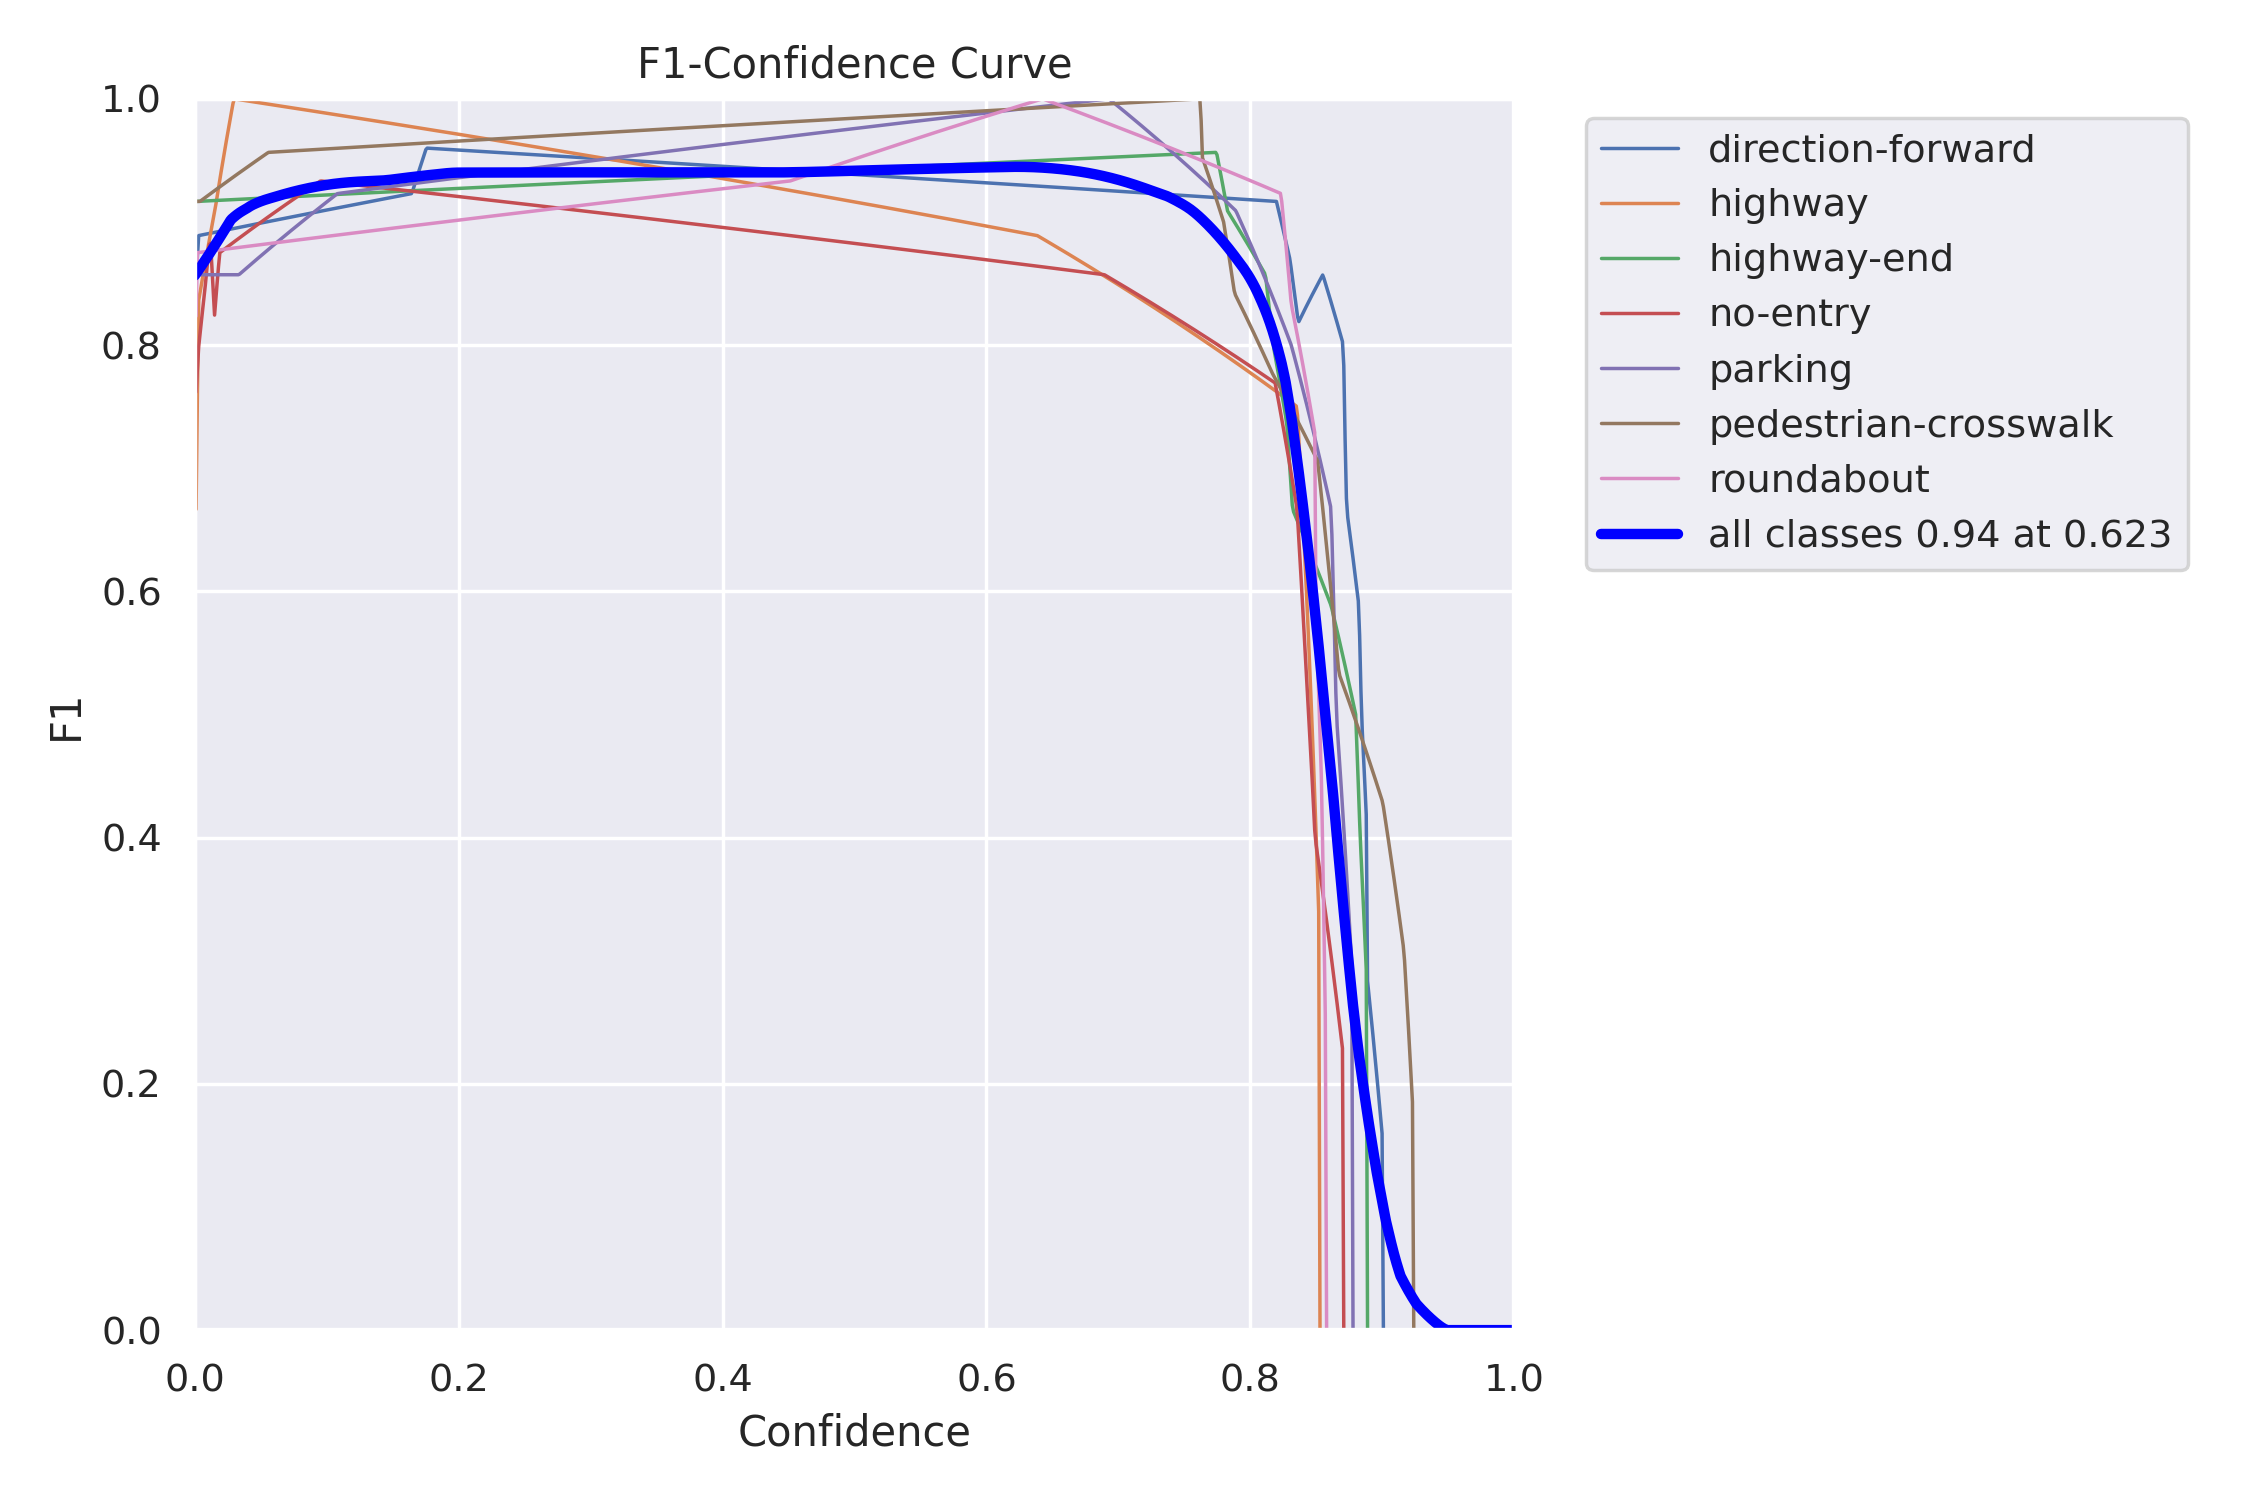 F1-Confidence Curve
1.0
0.8
0.6
0.4
0.2
0.0
F1
0.0 0.2 0.4 0.6 0.8 1.0
Confidence
direction-forward
highway
highway-end
no-entry
parking
pedestrian-crosswalk
roundabout
all classes 0.94 at 0.623